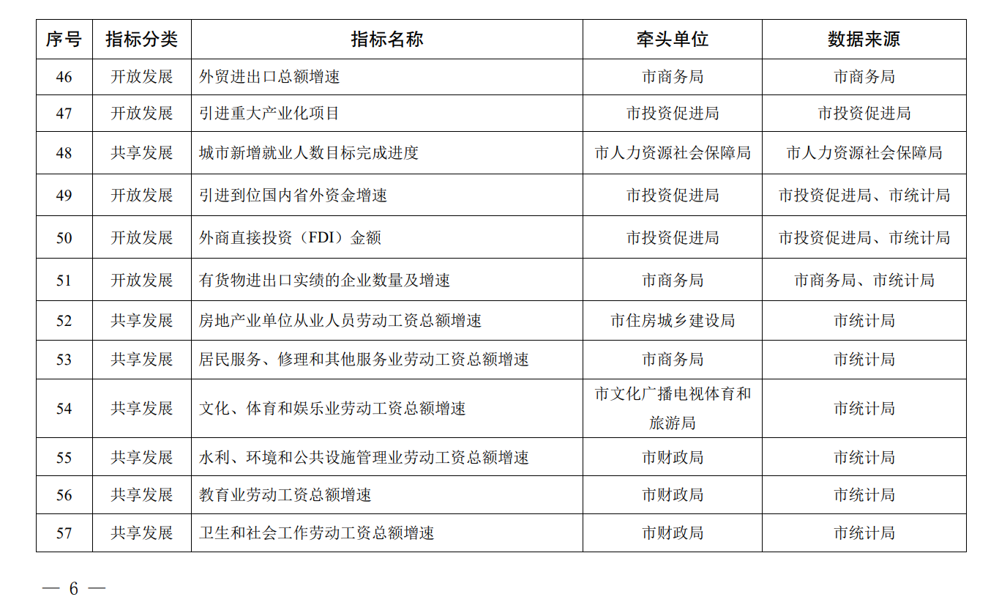 序号 指标分类 指标名称 牵头单位 数据来源
46 开放发展 外贸进出口总额增速 市商务局 市商务局
47 开放发展 引进重大产业化项目 市投资促进局 市投资促进局
48 共享发展 城市新增就业人数目标完成进度 市人力资源社会保障局 市人力资源社会保障局
49 开放发展 引进到位国内省外资金增速 市投资促进局 市投资促进局、市统计局
50 开放发展 外商直接投资（FDI）金额 市投资促进局 市投资促进局、市统计局
51 开放发展 有货物进出口实绩的企业数量及增速 市商务局 市商务局、市统计局
52 共享发展 房地产业单位从业人员劳动工资总额增速 市住房城乡建设局 市统计局
53 共享发展 居民服务、修理和其他服务业劳动工资总额增速 市商务局 市统计局
54 共享发展 文化、体育和娱乐业劳动工资总额增速 市文化广播电视体育和
旅游局 市统计局
55 共享发展 水利、环境和公共设施管理业劳动工资总额增速 市财政局 市统计局
56 共享发展 教育业劳动工资总额增速 市财政局 市统计局
57 共享发展 卫生和社会工作劳动工资总额增速 市财政局 市统计局
— 6 —